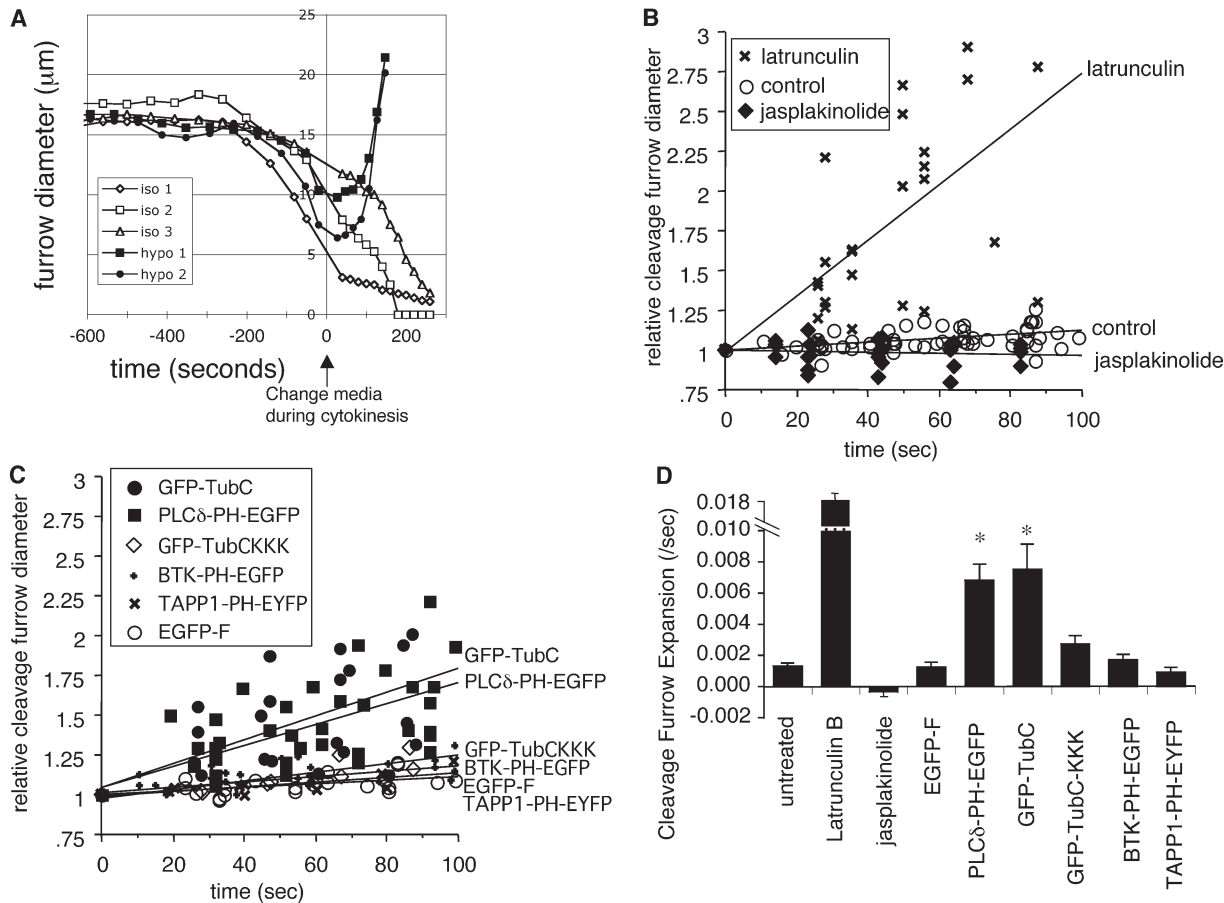 A
furrow diameter (μm)
25
20
15
10
5
0
-600
-400
-200
0
200
iso 1
iso 2
iso 3
hypo 1
hypo 2
time (seconds)
Change media
during cytokinesis
B
relative cleavage furrow diameter
3
2.75
2.5
2.25
2
1.75
1.5
1.25
1
.75
latrunculin
control
jasplakinolide
latrunculin
control
jasplakinolide
0
20
40
60
80
100
time (sec)
C
relative cleavage furrow diameter
3
2.75
2.5
2.25
2
1.75
1.5
1.25
1
.75
GFP-TubC
PLCδ-PH-EGFP
GFP-TubCKKK
BTK-PH-EGFP
TAPP1-PH-EYFP
EGFP-F
GFP-TubC
PLCδ-PH-EGFP
GFP-TubCKKK
BTK-PH-EGFP
EGFP-F
TAPP1-PH-EYFP
0
20
40
60
80
100
time (sec)
D
Cleavage Furrow Expansion (/sec)
0.018
0.010
0.008
0.006
0.004
0.002
0.000
-0.002
*
*
untreated
Latrunculin B
jasplakinolide
EGFP-F
PLCδ-PH-EGFP
GFP-TubC
GFP-TubC-KKK
BTK-PH-EGFP
TAPP1-PH-EYFP